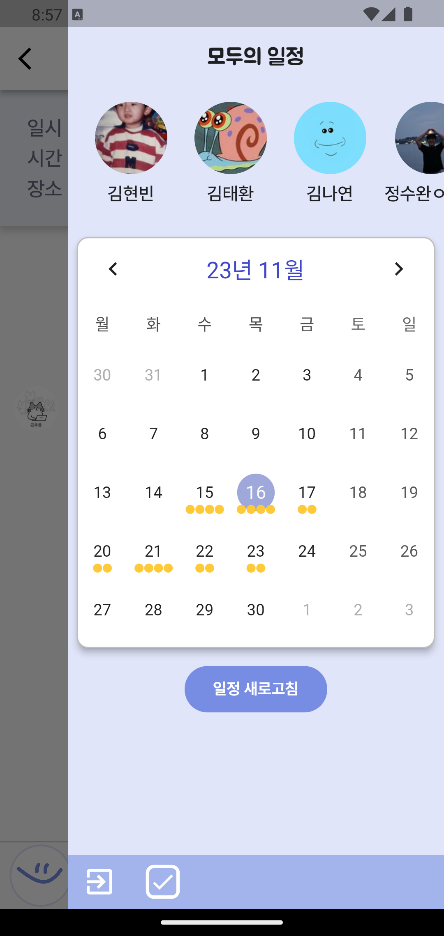 8:57 A
모두의 일정
일시
시간
장소
김현빈 김태환 김나연 정수완
23년 11월
월 화 수 목 금 토 일
30 31 1 2 3 4 5
6 7 8 9 10 11 12
13 14 15 16 17 18 19
20 21 22 23 24 25 26
27 28 29 30 1 2 3
일정 새로고침